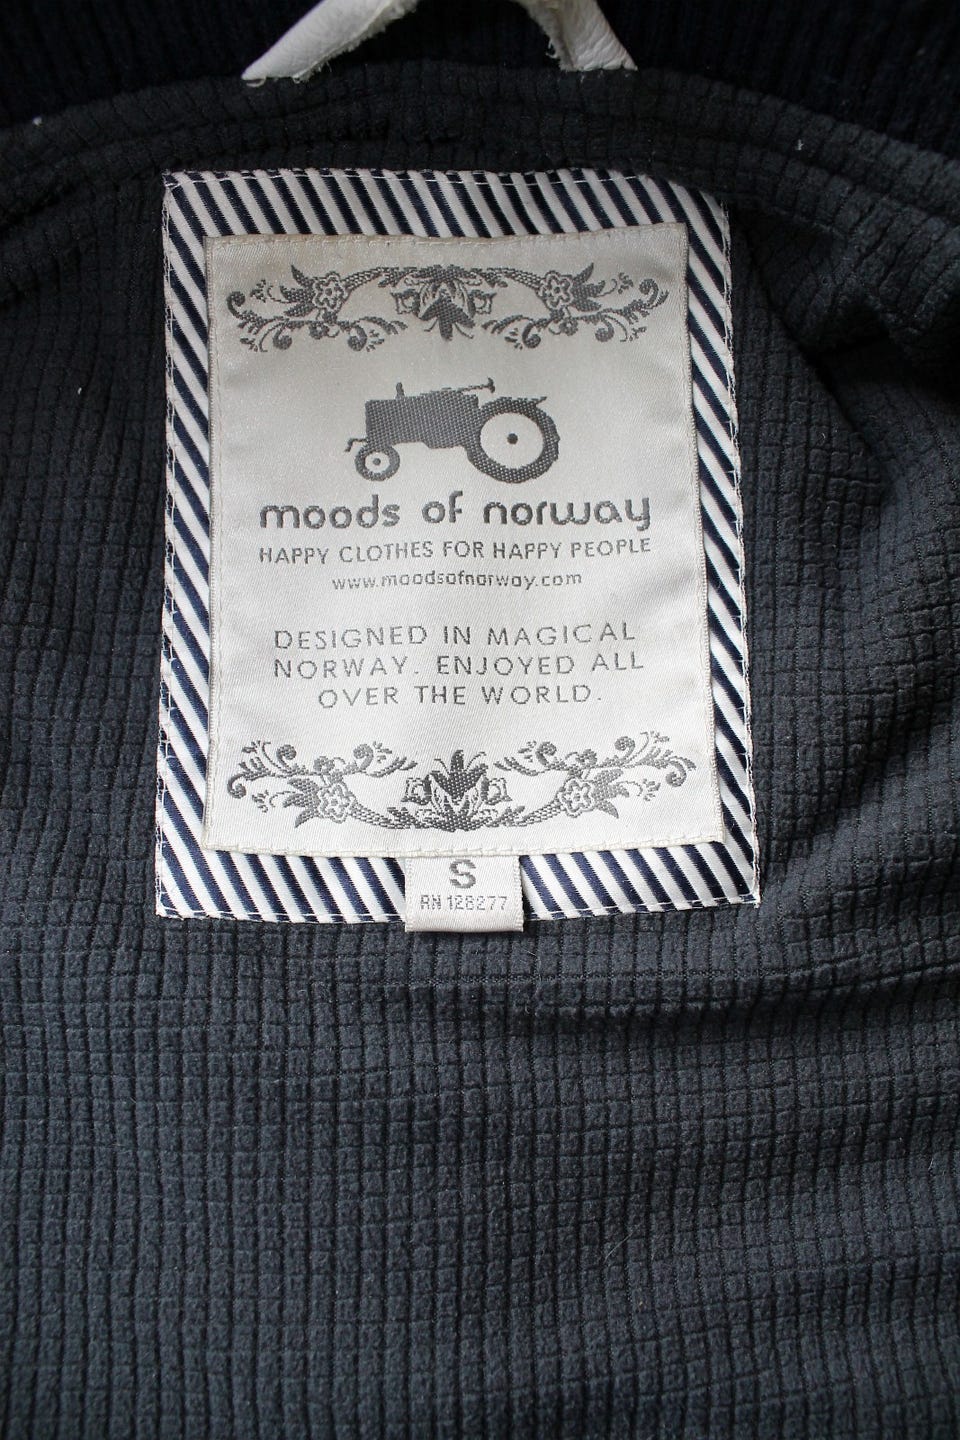 moods of norway
HAPPY CLOTHES FOR HAPPY PEOPLE
www.moodsofnorway.com
DESIGNED IN MAGICAL
NORWAY. ENJOYED ALL
OVER THE WORLD.
S
RN 128277